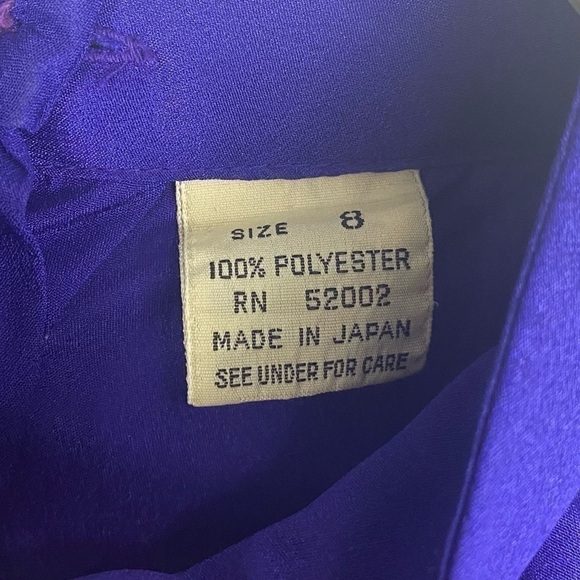 SIZE 8
100% POLYESTER
RN 52002
MADE IN JAPAN
SEE UNDER FOR CARE